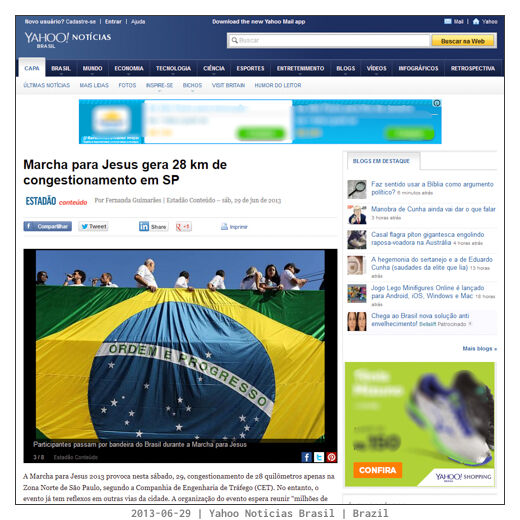 Novo usuário? Cadastre-se | Entrar | Ajuda
Download the new Yahoo Mail app
Mail
Yahoo
YAHOO! NOTÍCIAS
BRASIL
Buscar
Buscar na Web
CAPA BRASIL MUNDO ECONOMIA TECNOLOGIA CIÊNCIA ESPORTES ENTRETENIMENTO BLOGS VÍDEOS INFOGRÁFICOS RETROSPECTIVA
ÚLTIMAS NOTÍCIAS MAIS LIDAS FOTOS INSPIRE-SE BICHOS VISIT BRITAIN HUMOR DO LEITOR
Marcha para Jesus gera 28 km de
congestionamento em SP
ESTADÃO conteúdo
Por Fernanda Guimarães | Estadão Conteúdo – sáb, 29 de jun de 2013
Compartilhar
Tweet
Share
+1
Imprimir
ORDEM E PROGRESSO
Participantes passam por bandeira do Brasil durante a Marcha para Jesus
3 / 8 Estadão Conteúdo
A Marcha para Jesus 2013 provoca nesta sábado, 29, congestionamento de 28 quilômetros apenas na
Zona Norte de São Paulo, segundo a Companhia de Engenharia de Tráfego (CET). No entanto, o
evento já tem reflexos em outras vias da cidade. A organização do evento espera reunir "milhões de
BLOGS EM DESTAQUE
Faz sentido usar a Bíblia como argumento
político? 6 minutos atrás
Manobra de Cunha ainda vai dar o que falar
3 horas atrás
Casal flagra píton gigantesca engolindo
raposa-voadora na Austrália 4 horas atrás
A hegemonia do sertanejo e a de Eduardo
Cunha (saudades da elite que lia) 13 horas
atrás
Jogo Lego Minifigures Online é lançado
para Android, iOS, Windows e Mac 18 horas
atrás
Chega ao Brasil nova solução anti
envelhecimento! Patrocinado
Mais blogs »
CONFIRA
YAHOO! SHOPPING
2013-06-29 | Yahoo Noticias Brasil | Brazil